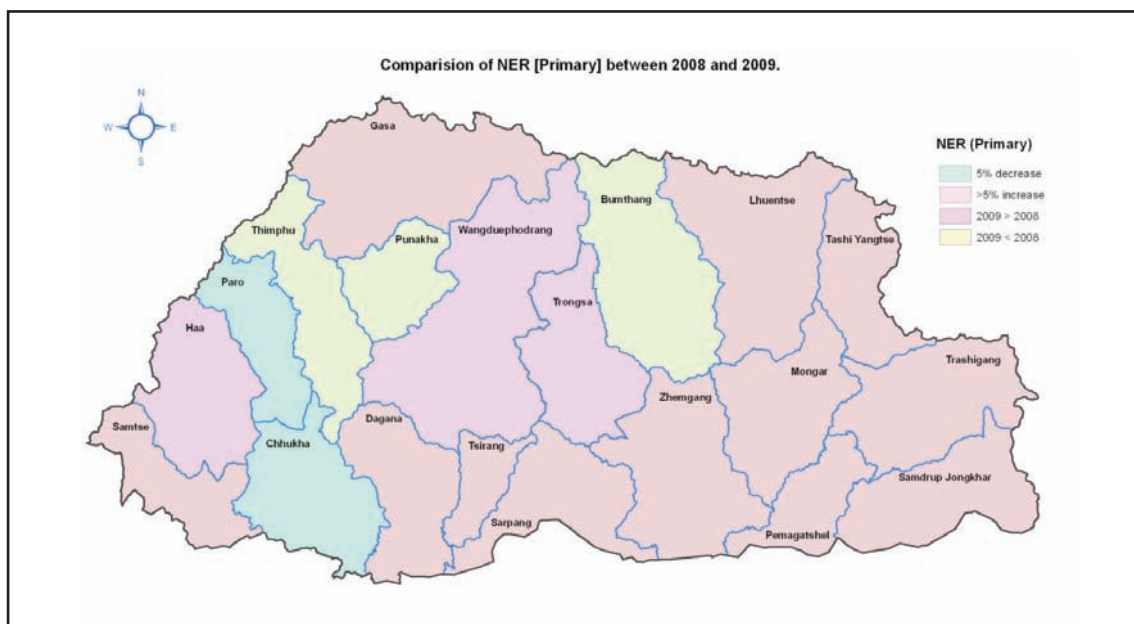 Comparision of NER [Primary] between 2008 and 2009.
N
W E
S
NER (Primary)
5% decrease
>5% increase
2009 > 2008
2009 < 2008
Gasa
Thimphu
Punakha
Wangduephodrang
Bumthang
Lhuentse
Tashi Yangtse
Paro
Haa
Trongsa
Trashigang
Mongar
Zhemgang
Samtse
Chhukha
Dagana
Tsirang
Samdrup Jongkhar
Sarpang
Pemagatshel